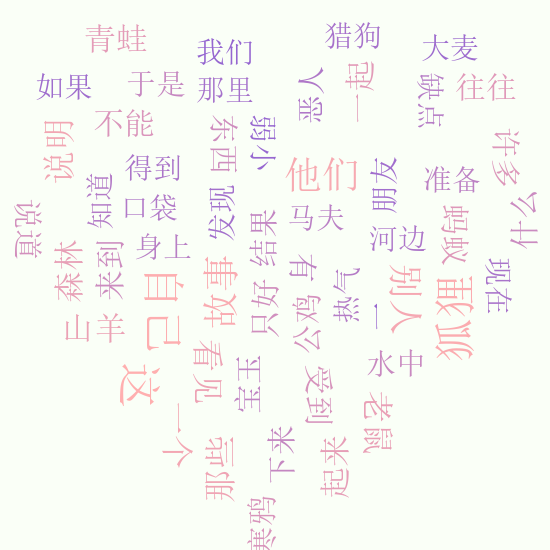 青蛙
我们
猎狗
大麦
如果
于是
那里
恶人
一起
缺点
往往
说明
不能
东西
弱小
许多
得到
知道
口袋
发现
他们
朋友
准备
什么
说道
森林
来到
身上
故事
结果
马夫
河边
蚂蚁
现在
山羊
自己
只好
有
公鸡
热气
一
别人
狐狸
这
看见
宝玉
受到
水中
老鼠
一个
那些
下来
起来
寒鸦